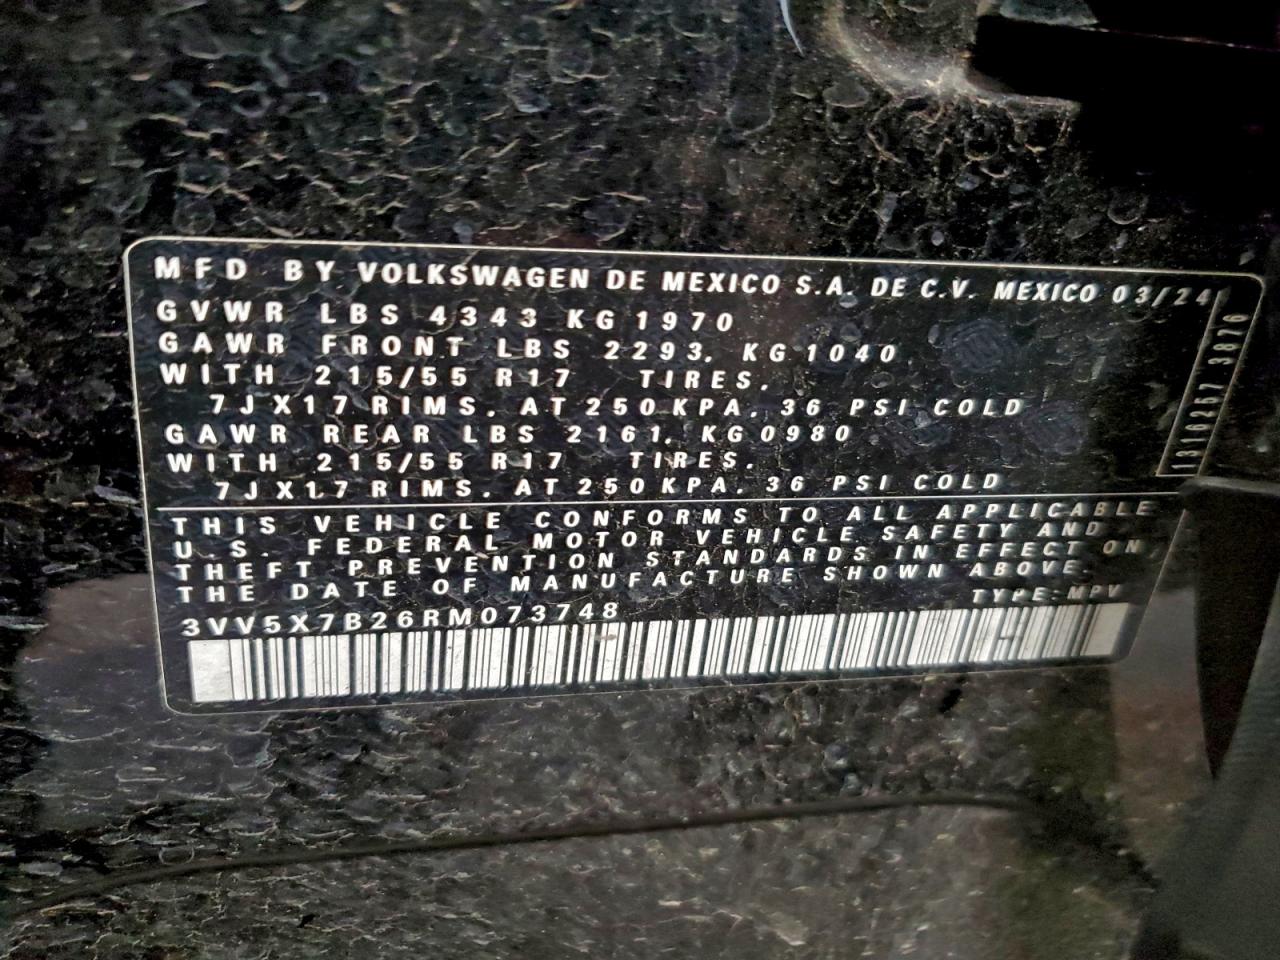 MFD BY VOLKSWAGEN DE MEXICO S.A. DE C.V. MEXICO 03/24
GVWR LBS 4343 KG 1970
GAWR FRONT LBS 2293. KG 1040
WITH 215/55 R17 TIRES.
7J X17 RIMS. AT 250 KPA. 36 PSI COLD
GAWR REAR LBS 2161. KG 0980
WITH 215/55 R17 TIRES.
7J X17 RIMS. AT 250 KPA. 36 PSI COLD
THIS VEHICLE CONFORMS TO ALL APPLICABLE
U.S. FEDERAL MOTOR VEHICLE SAFETY AND
THEFT PREVENTION STANDARDS IN EFFECT ON
THE DATE OF MANUFACTURE SHOWN ABOVE.
TYPE:MPV
3VV5X7B26RM073748